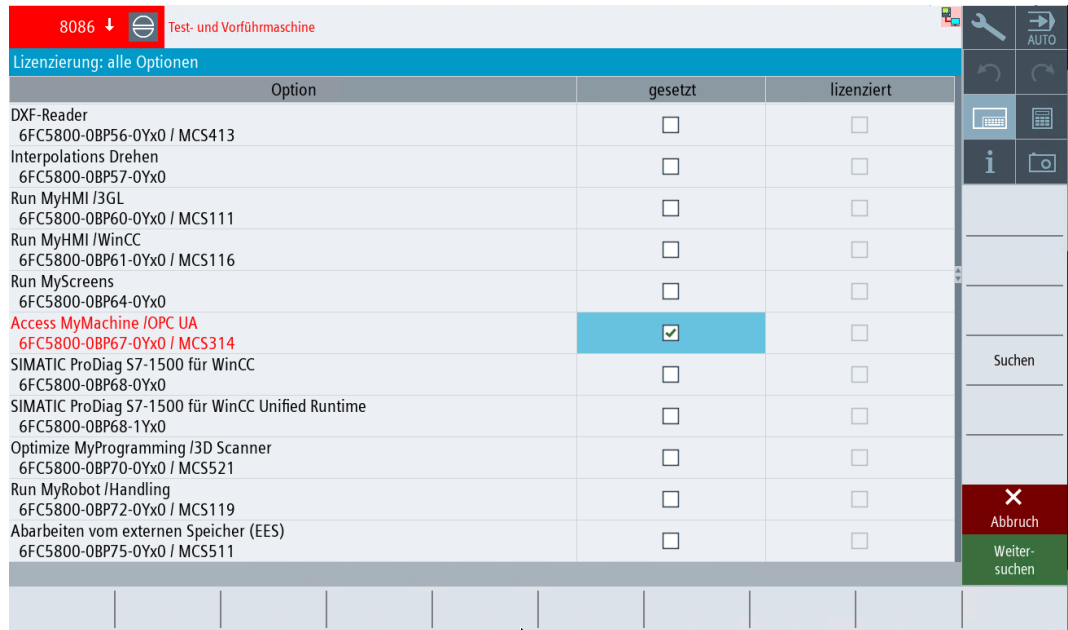 8086 ↓ Test- und Vorführmaschine
AUTO
Lizenzierung: alle Optionen
Option gesetzt lizenziert
DXF-Reader
6FC5800-0BP56-0Yx0 / MCS413
Interpolations Drehen
6FC5800-0BP57-0Yx0
Run MyHMI /3GL
6FC5800-0BP60-0Yx0 / MCS111
Run MyHMI /WinCC
6FC5800-0BP61-0Yx0 / MCS116
Run MyScreens
6FC5800-0BP64-0Yx0
Access MyMachine /OPC UA
6FC5800-0BP67-0Yx0 / MCS314
SIMATIC ProDiag S7-1500 für WinCC
6FC5800-0BP68-0Yx0
SIMATIC ProDiag S7-1500 für WinCC Unified Runtime
6FC5800-0BP68-1Yx0
Optimize MyProgramming /3D Scanner
6FC5800-0BP70-0Yx0 / MCS521
Run MyRobot /Handling
6FC5800-0BP72-0Yx0 / MCS119
Abarbeiten vom externen Speicher (EES)
6FC5800-0BP75-0Yx0 / MCS511
Suchen
Abbruch
Weiter-
suchen